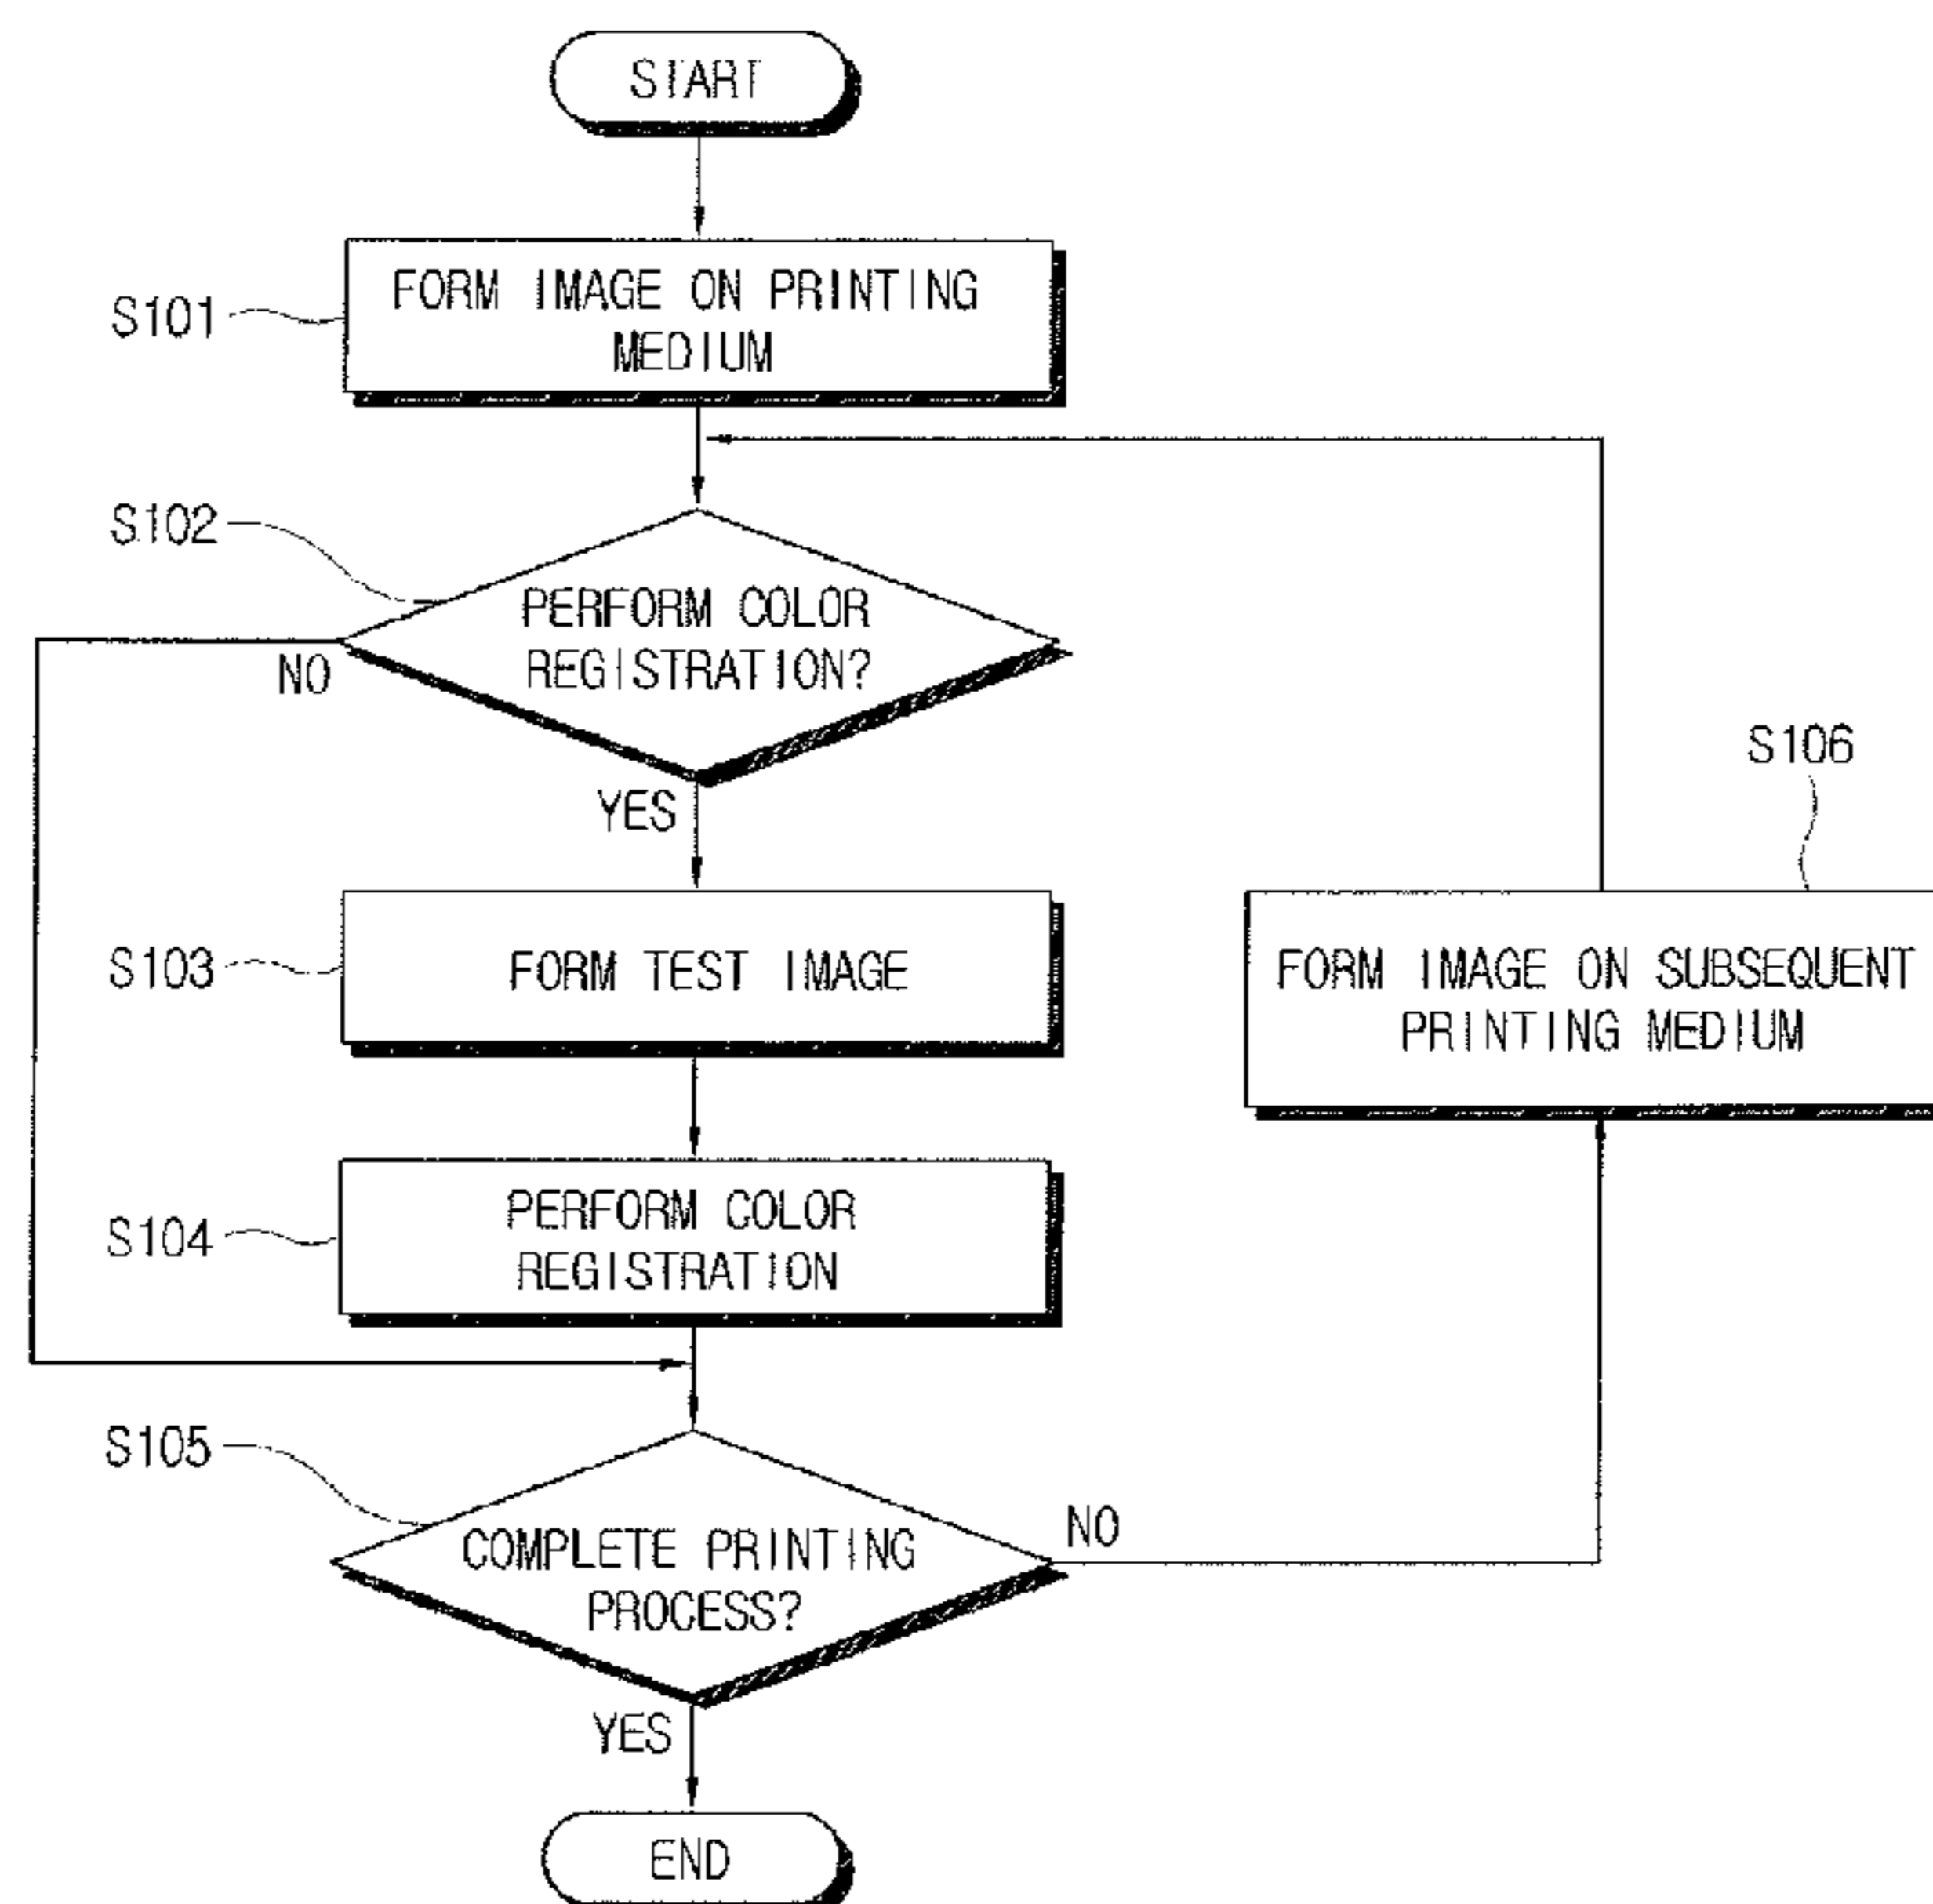 START
S101
FORM IMAGE ON PRINTING
MEDIUM
S102
PERFORM COLOR
REGISTRATION?
NO
YES
S103
FORM TEST IMAGE
S106
FORM IMAGE ON SUBSEQUENT
PRINTING MEDIUM
S104
PERFORM COLOR
REGISTRATION
S105
COMPLETE PRINTING
PROCESS?
NO
YES
END